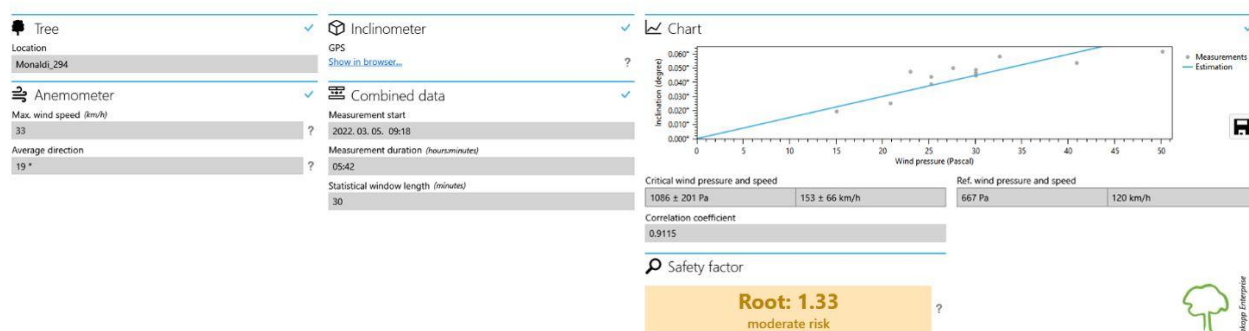 Tree
Location
Monaldi_294
Anemometer
Max. wind speed (km/h)
33
?
Average direction
19 °
?
Inclinometer
GPS
Show in browser...
?
Combined data
Measurement start
2022. 03. 05. 09:18
Measurement duration (hours:minutes)
05:42
Statistical window length (minutes)
30
Chart
0.060°
0.050°
0.040°
0.030°
0.020°
0.010°
0.000°
Inclination (degree)
0 5 10 15 20 25 30 35 40 45 50
Wind pressure (Pascal)
Measurements
Estimation
Critical wind pressure and speed
1086 ± 201 Pa 153 ± 66 km/h
Ref. wind pressure and speed
667 Pa 120 km/h
Correlation coefficient
0.9115
Safety factor
Root: 1.33
moderate risk
?
Enterprise